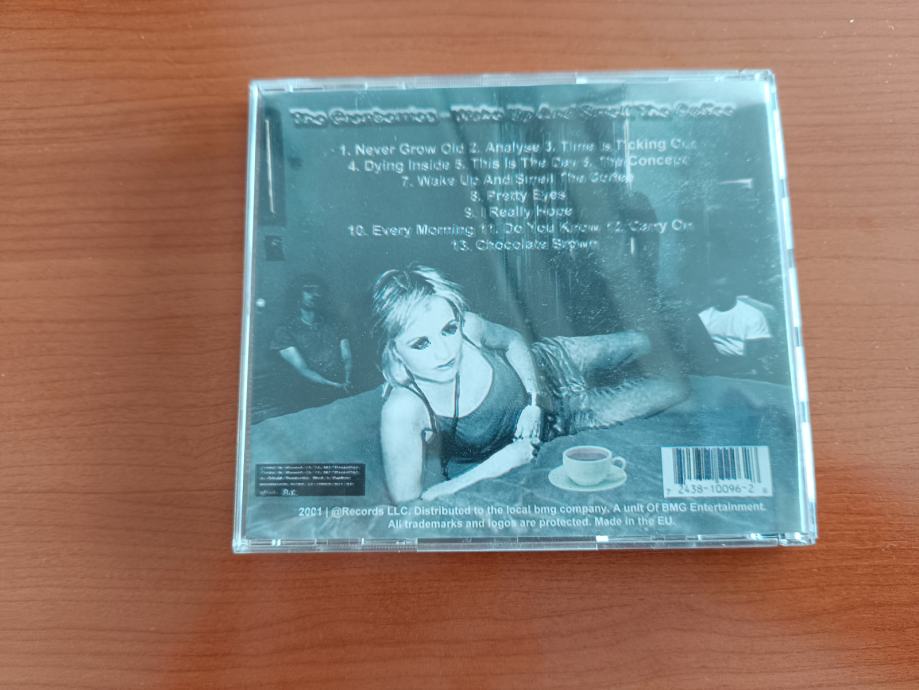 The Cranberries - Wake Up And Smell The Coffee
1. Never Grow Old 2. Analyse 3. Time Is Ticking Out
4. Dying Inside 5. This Is The Day 6. The Concept
7. Wake Up And Smell The Coffee
8. Pretty Eyes
9. I Really Hope
10. Every Morning 11. Do You Know 12. Carry On
13. Chocolate Brown
7 2438-10096-2 8
2001 | @Records LLC. Distributed to the local bmg company. A unit Of BMG Entertainment.
All trademarks and logos are protected. Made in the EU.